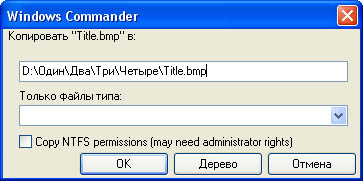 Windows Commander
Копировать "Title.bmp" в:
D:\Один\Два\Три\Четыре\Title.bmp
Только файлы типа:
Copy NTFS permissions (may need administrator rights)
OK Дерево Отмена